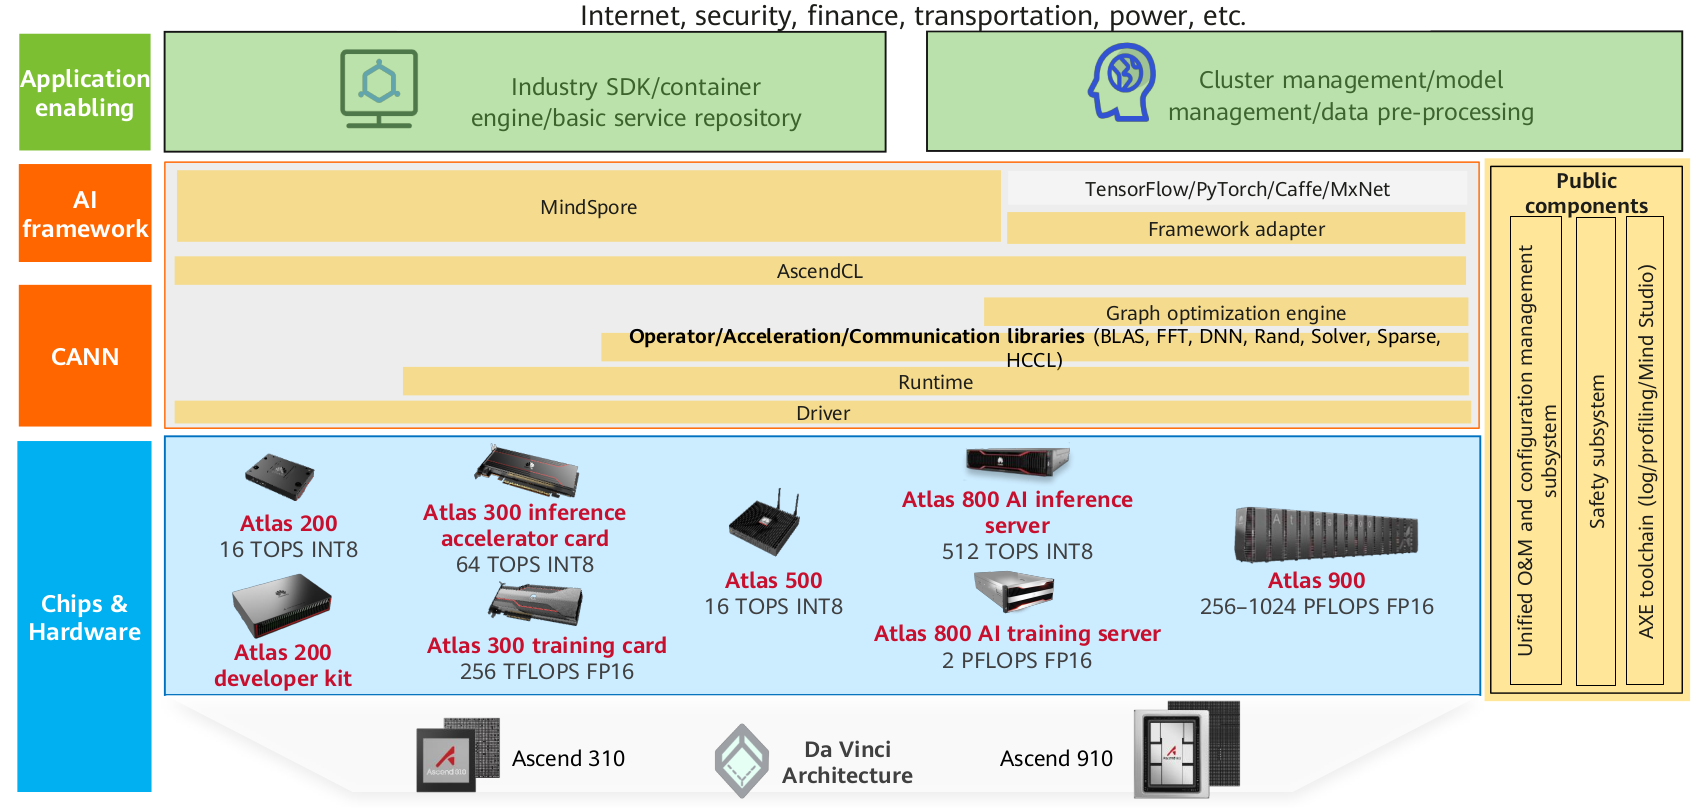 Internet, security, finance, transportation, power, etc.
Application
enabling
Industry SDK/container
engine/basic service repository
Cluster management/model
management/data pre-processing
AI
framework
MindSpore
TensorFlow/PyTorch/Caffe/MxNet
Framework adapter
AscendCL
CANN
Graph optimization engine
Operator/Acceleration/Communication libraries (BLAS, FFT, DNN, Rand, Solver, Sparse,
HCCL)
Runtime
Driver
Public
components
Unified O&M and configuration management
subsystem
Safety subsystem
AXE toolchain (log/profiling/Mind Studio)
Chips &
Hardware
Atlas 200
16 TOPS INT8
Atlas 200
developer kit
Atlas 300 inference
accelerator card
64 TOPS INT8
Atlas 300 training card
256 TFLOPS FP16
Atlas 500
16 TOPS INT8
Atlas 800 AI inference
server
512 TOPS INT8
Atlas 800 AI training server
2 PFLOPS FP16
Atlas 900
256–1024 PFLOPS FP16
Ascend 310
Da Vinci
Architecture
Ascend 910